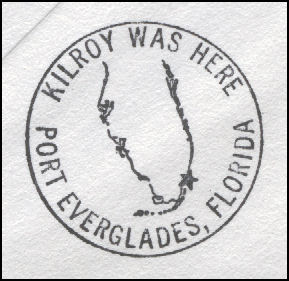 KILROY WAS HERE
PORT EVERGLADES, FLORIDA